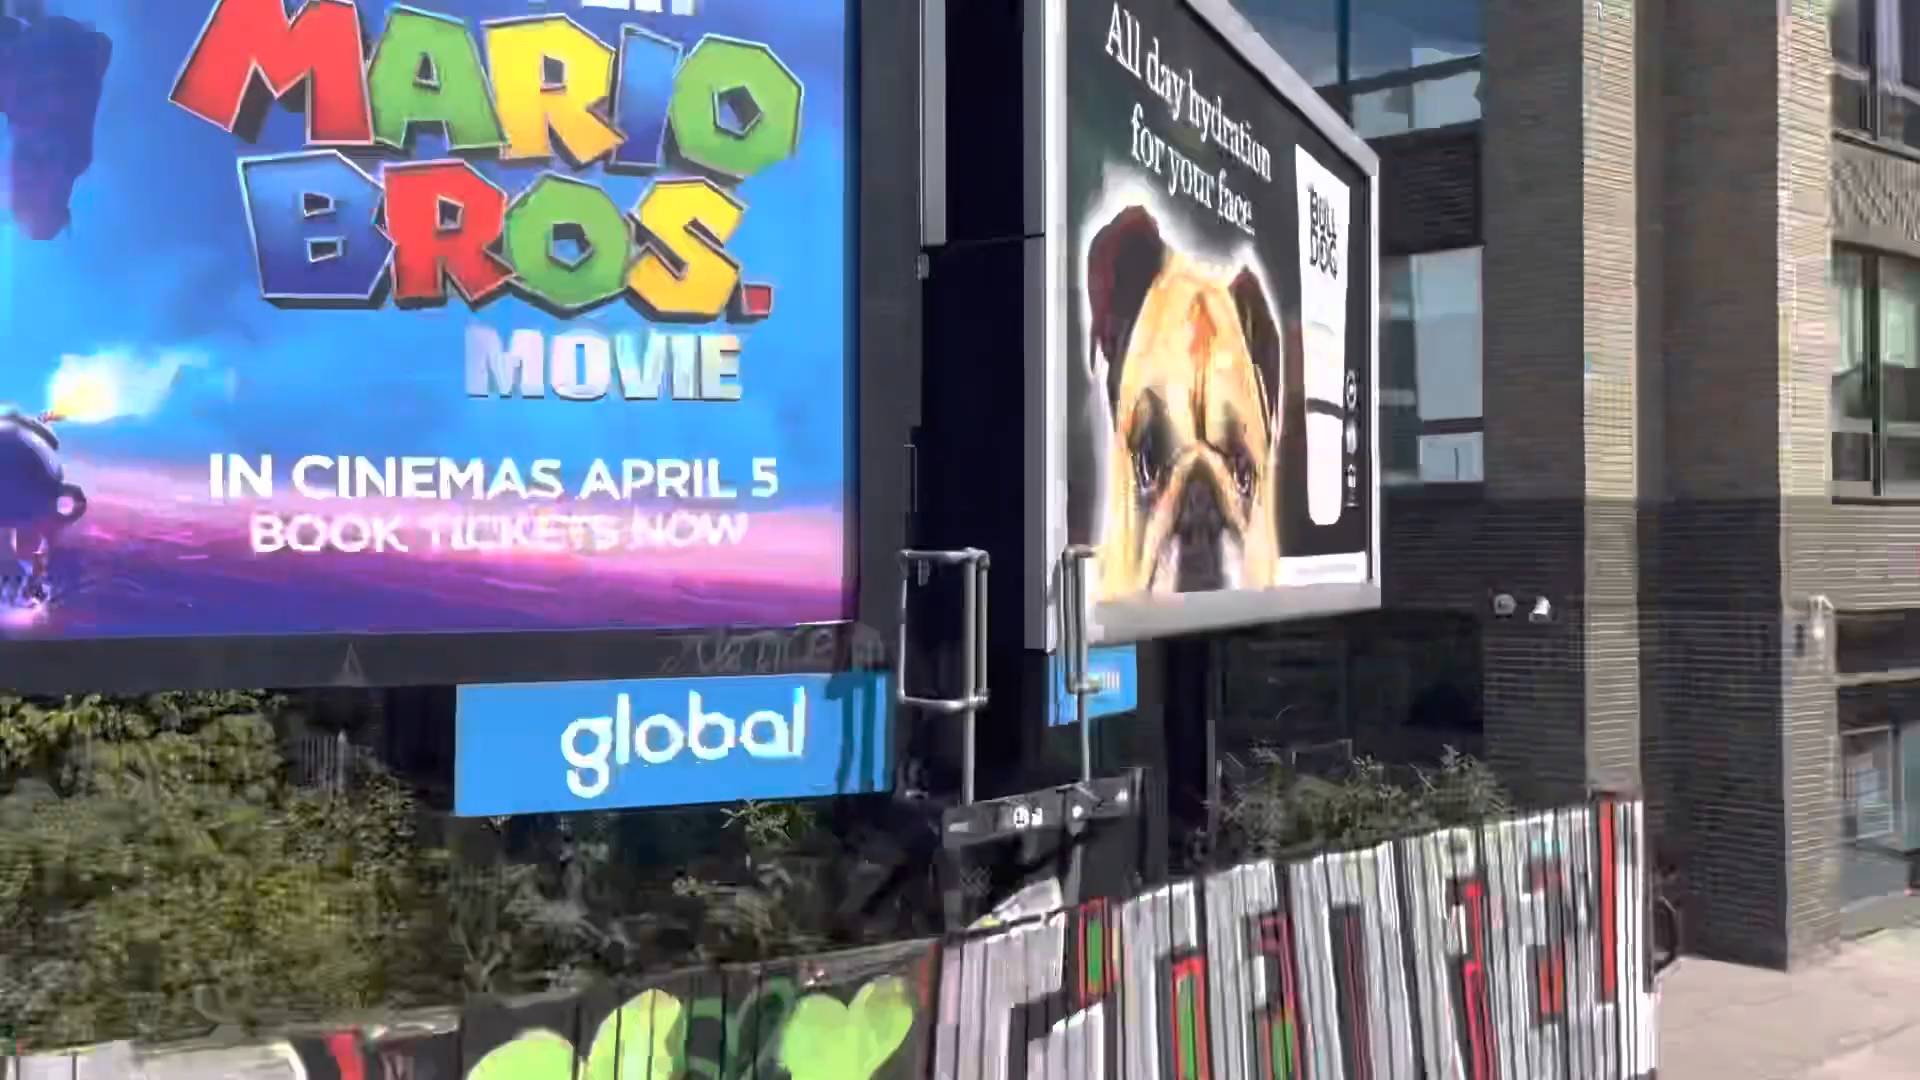 MARIO
BROS.
MOVIE
IN CINEMAS APRIL 5
BOOK TICKETS NOW
global
All day hydration
for your face.
BULL
DOG